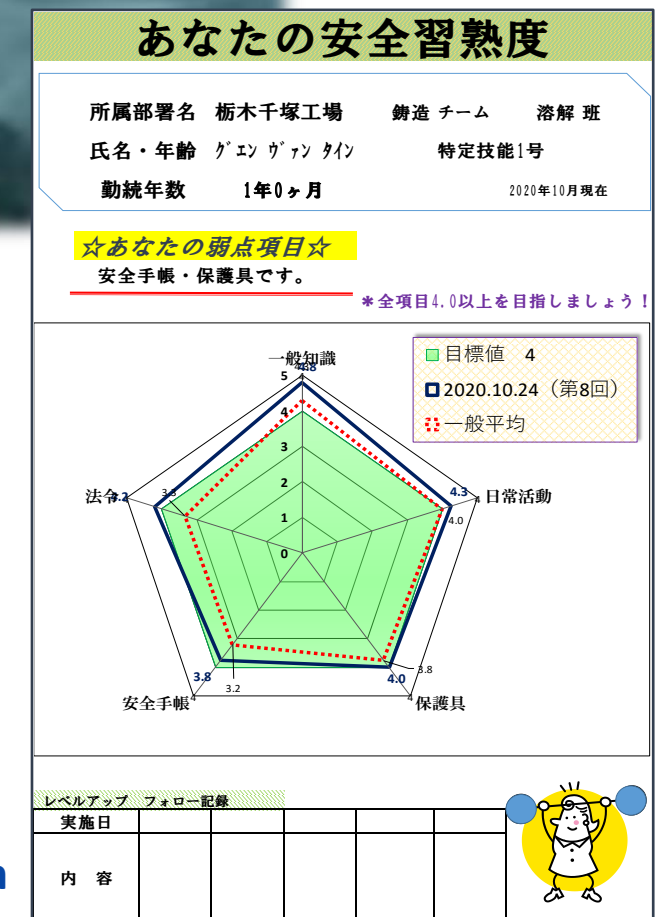 あなたの安全習熟度
所属部署名 栃木千塚工場 鋳造 チーム 溶解 班
氏名・年齢 ｸﾞｴﾝ ｳﾞｧﾝ ﾀｲﾝ 特定技能1号
勤続年数 1年0ヶ月 2020年10月現在
☆あなたの弱点項目☆
安全手帳・保護具です。
＊全項目4.0以上を目指しましょう！
目標値 4
2020.10.24（第8回）
一般平均
一般知識
4.8
5
4
3
2
1
0
法令
3.3
4.3
日常活動
4
4.0
3.8
安全手帳
4
3.2
3.8
4.0
保護具
4
レベルアップ フォロー記録
実施日
内 容